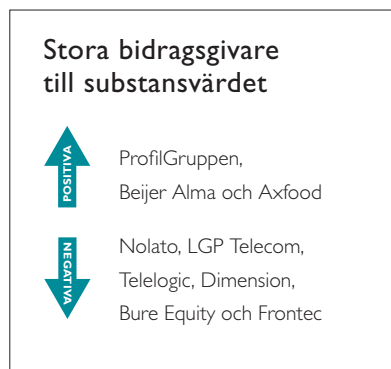 Stora bidragsgivare
till substansvärdet
POSITIVA
ProfilGruppen,
Beijer Alma och Axfood
NEGATIVA
Nolato, LGP Telecom,
Telelogic, Dimension,
Bure Equity och Frontec